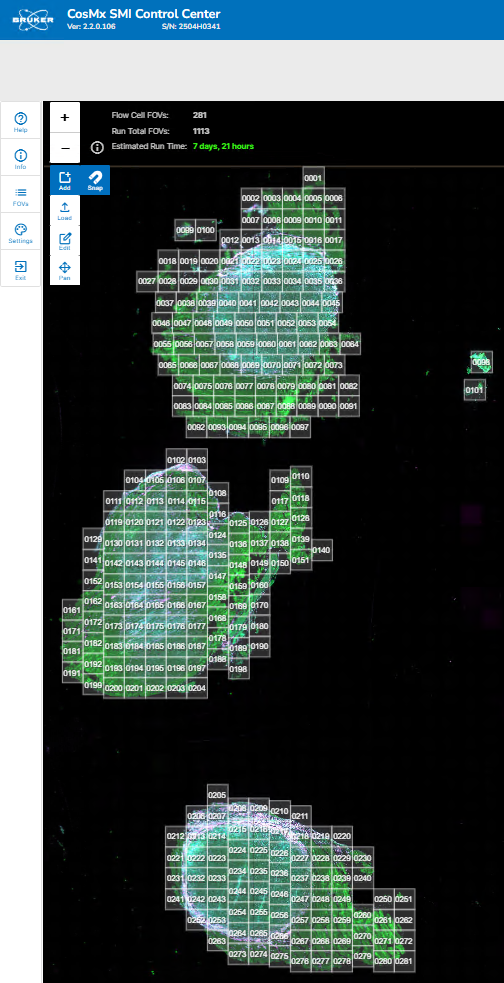 BRUKER
CosMx SMI Control Center
Ver: 2.2.0.106 S/N: 2504H0341
Help
Info
FOVs
Settings
Exit
+
−
Flow Cell FOVs: 281
Run Total FOVs: 1113
Estimated Run Time: 7 days, 21 hours
Add Snap
Load
Edit
Pan
0001
0002 0003 0004 0005 0006
0007 0008 0009 0010 0011
0099 0100
0012 0013 0014 0015 0016 0017
0018 0019 0020 0021 0022 0023 0024 0025 0026
0027 0028 0029 0030 0031 0032 0033 0034 0035 0036
0037 0038 0039 0040 0041 0042 0043 0044 0045
0046 0047 0048 0049 0050 0051 0052 0053 0054
0055 0056 0057 0058 0059 0060 0061 0062 0063 0064
0065 0066 0067 0068 0069 0070 0071 0072 0073
0098
0074 0075 0076 0077 0078 0079 0080 0081 0082
0101
0083 0084 0085 0086 0087 0088 0089 0090 0091
0092 0093 0094 0095 0096 0097
0102 0103
0104 0105 0106 0107 0109 0110
0108
0111 0112 0113 0114 0115 0117 0118
0116
0119 0120 0121 0122 0123 0125 0126 0127 0128
0124
0129 0130 0131 0132 0133 0134 0136 0137 0138 0139
0135 0140
0141 0142 0143 0144 0145 0146 0148 0149 0150 0151
0147
0152 0153 0154 0155 0156 0157 0159 0160
0158
0161 0162 0163 0164 0165 0166 0167 0169 0170
0168
0171 0172 0173 0174 0175 0176 0177 0179 0180
0178
0181 0182 0183 0184 0185 0186 0187 0189 0190
0188
0191 0192 0193 0194 0195 0196 0197 0198
0199 0200 0201 0202 0203 0204
0205
0206 0207 0208 0209 0210 0211
0212 0213 0214 0215 0216 0217 0218 0219 0220
0221 0222 0223 0224 0225 0226 0227 0228 0229 0230
0231 0232 0233 0234 0235 0236 0237 0238 0239 0240
0241 0242 0243 0244 0245 0246 0247 0248 0249 0250 0251
0252 0253 0254 0255 0256 0257 0258 0259 0260 0261 0262
0263 0264 0265 0266 0267 0268 0269 0270 0271 0272
0273 0274 0275 0276 0277 0278 0279 0280 0281